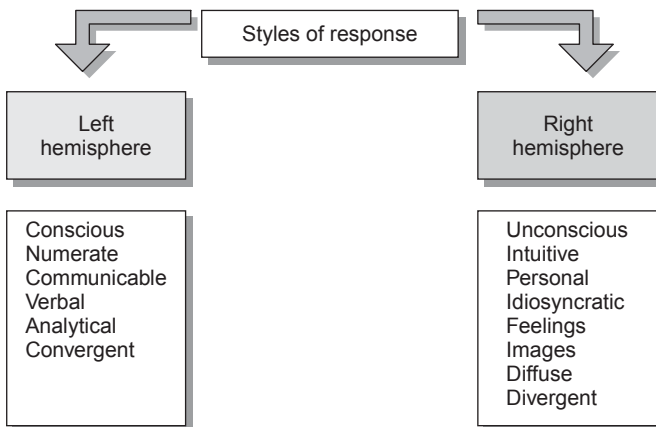 Styles of response
Left
hemisphere
Right
hemisphere
Conscious
Numerate
Communicable
Verbal
Analytical
Convergent
Unconscious
Intuitive
Personal
Idiosyncratic
Feelings
Images
Diffuse
Divergent